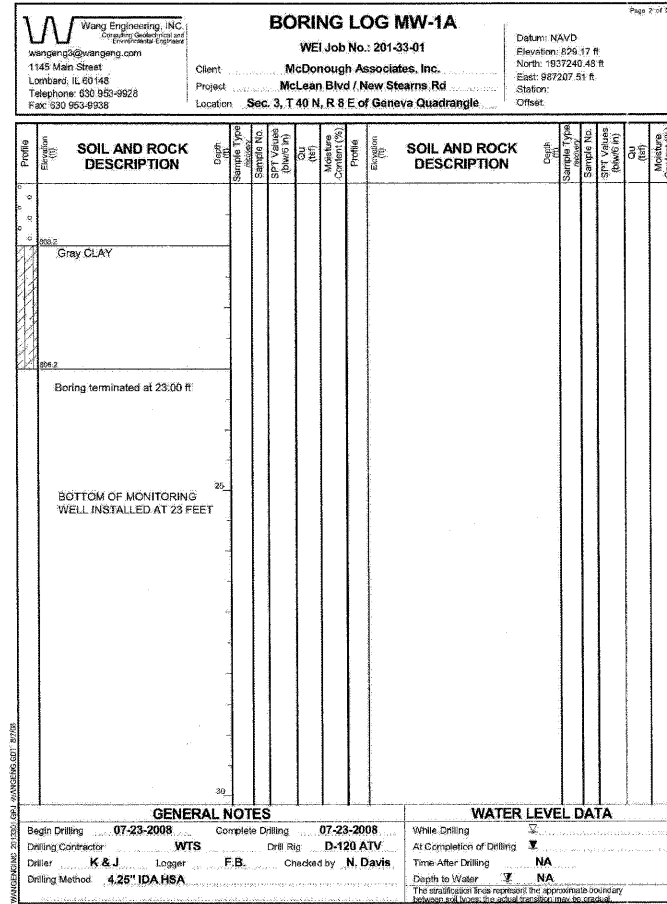 Page 2 of
Wang Engineering, INC.
Consulting Geotechnical and
Environmental Engineers
wangeng3@wangeng.com
1145 Main Street
Lombard, IL 60148
Telephone: 630 953-9928
Fax: 630 953-9938
BORING LOG MW-1A
WEI Job No.: 201-33-01
Client McDonough Associates, Inc.
Project McLean Blvd / New Stearns Rd
Location Sec. 3, T 40 N, R 8 E of Geneva Quadrangle
Datum: NAVD
Elevation: 829.17 ft
North: 1937240.48 ft
East: 987207.51 ft
Station:
Offset:
Profile
Elevation (ft)
SOIL AND ROCK DESCRIPTION
Depth (ft)
Sample Type
recovery
Sample No.
SPT Values (blw/6 in)
Qu (tsf)
Moisture Content (%)
Profile
Elevation (ft)
SOIL AND ROCK DESCRIPTION
Depth (ft)
Sample Type
recovery
Sample No.
SPT Values (blw/6 in)
Qu (tsf)
Moisture
Gray CLAY
806.2
Boring terminated at 23.00 ft
25
BOTTOM OF MONITORING
WELL INSTALLED AT 23 FEET
30
GENERAL NOTES
Begin Drilling 07-23-2008 Complete Drilling 07-23-2008
Drilling Contractor WTS Drill Rig D-120 ATV
Driller K & J Logger F.B. Checked by N. Davis
Drilling Method 4.25" IDA HSA
WATER LEVEL DATA
While Drilling
At Completion of Drilling
Time After Drilling NA
Depth to Water NA
The stratification lines represent the approximate boundary
between soil types; the actual transition may be gradual.